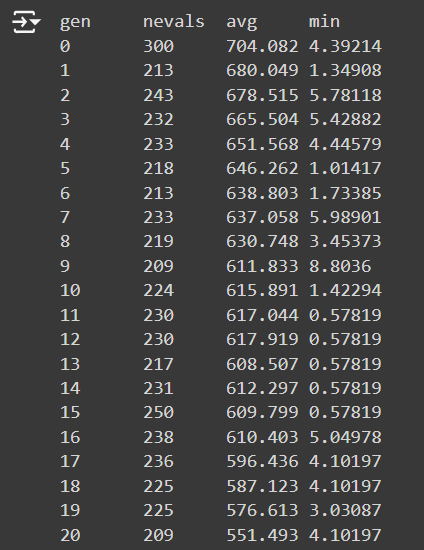 gen nevals avg min
0 300 704.082 4.39214
1 213 680.049 1.34908
2 243 678.515 5.78118
3 232 665.504 5.42882
4 233 651.568 4.44579
5 218 646.262 1.01417
6 213 638.803 1.73385
7 233 637.058 5.98901
8 219 630.748 3.45373
9 209 611.833 8.8036
10 224 615.891 1.42294
11 230 617.044 0.57819
12 230 617.919 0.57819
13 217 608.507 0.57819
14 231 612.297 0.57819
15 250 609.799 0.57819
16 238 610.403 5.04978
17 236 596.436 4.10197
18 225 587.123 4.10197
19 225 576.613 3.03087
20 209 551.493 4.10197